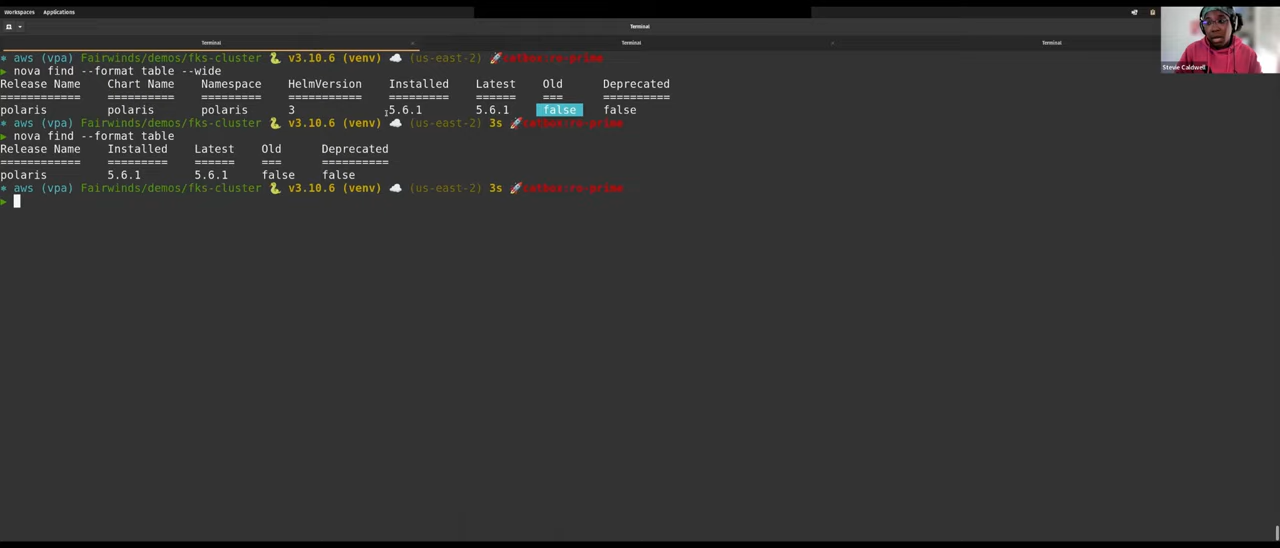 Workspaces Applications
Terminal
Terminal Terminal Terminal
aws (vpa) Fairwinds/demos/fks-cluster v3.10.6 (venv) (us-east-2)
nova find --format table --wide
Release Name Chart Name Namespace HelmVersion Installed Latest Old Deprecated
============ ========== ========= =========== ========= ====== === ==========
polaris polaris polaris 3 5.6.1 5.6.1 false false
aws (vpa) Fairwinds/demos/fks-cluster v3.10.6 (venv) (us-east-2) 3s
nova find --format table
Release Name Installed Latest Old Deprecated
============ ========= ====== === ==========
polaris 5.6.1 5.6.1 false false
aws (vpa) Fairwinds/demos/fks-cluster v3.10.6 (venv) (us-east-2) 3s
Stevie Caldwell